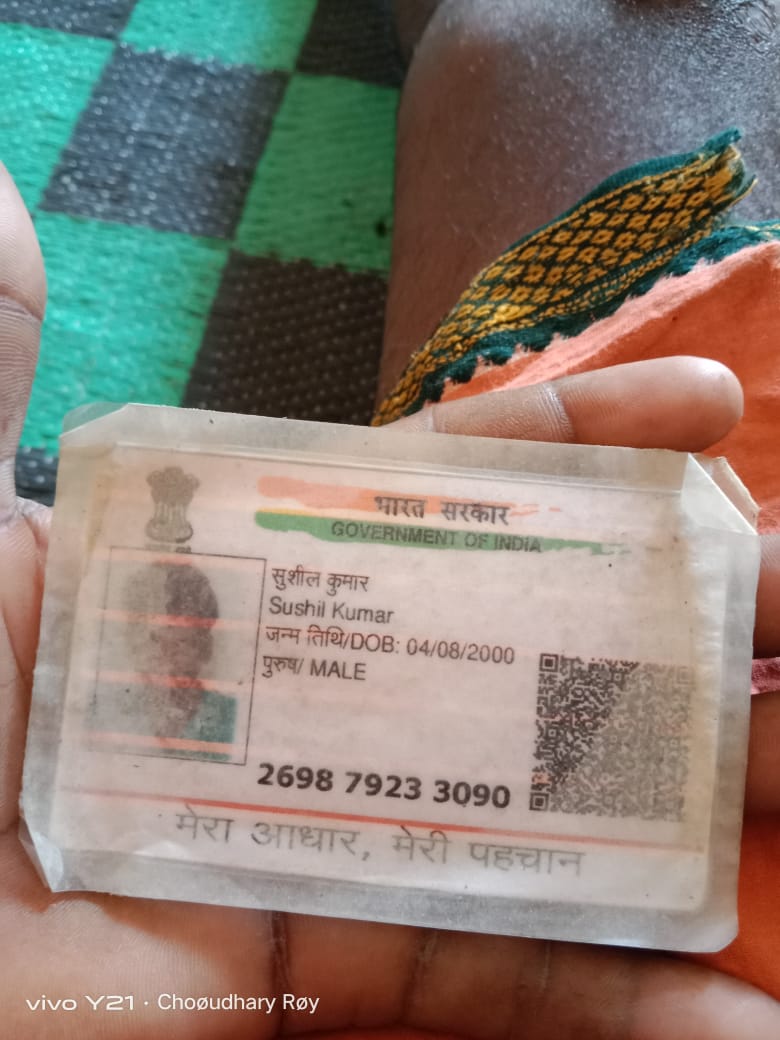 भारत सरकार
GOVERNMENT OF INDIA
सुशील कुमार
Sushil Kumar
जन्म तिथि/DOB: 04/08/2000
पुरुष/ MALE
2698 7923 3090
मेरा आधार, मेरी पहचान
vivo Y21 · Choøudhary Røy